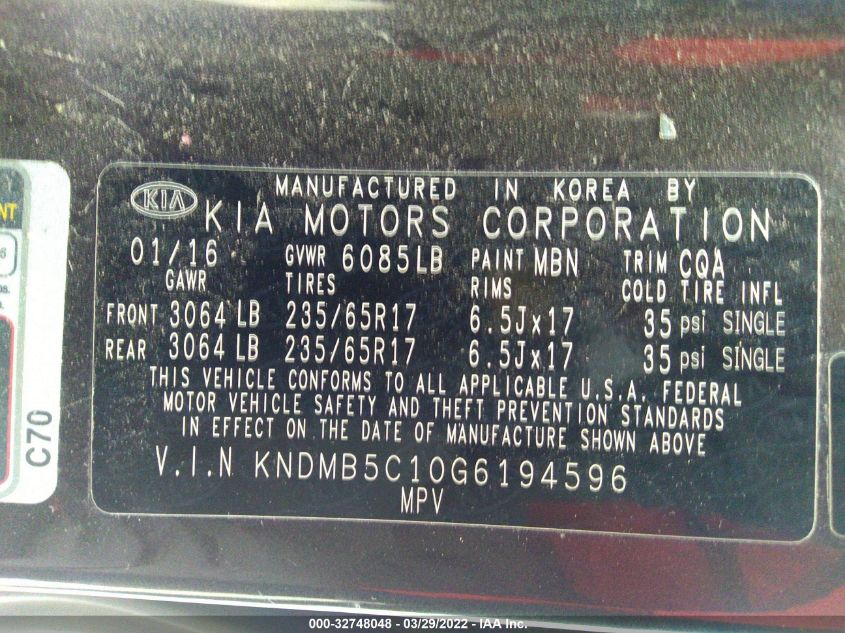 MANUFACTURED IN KOREA BY
KIA KIA MOTORS CORPORATION
01/16 GVWR 6085LB PAINT MBN TRIM CQA
GAWR TIRES RIMS COLD TIRE INFL
FRONT 3064 LB 235/65R17 6.5Jx17 35 psi SINGLE
REAR 3064 LB 235/65R17 6.5Jx17 35 psi SINGLE
THIS VEHICLE CONFORMS TO ALL APPLICABLE U.S.A. FEDERAL
MOTOR VEHICLE SAFETY AND THEFT PREVENTION STANDARDS
IN EFFECT ON THE DATE OF MANUFACTURE SHOWN ABOVE
V.I.N KNDMB5C10G6194596
MPV
C70
000-32748048 - 03/29/2022 - IAA Inc.